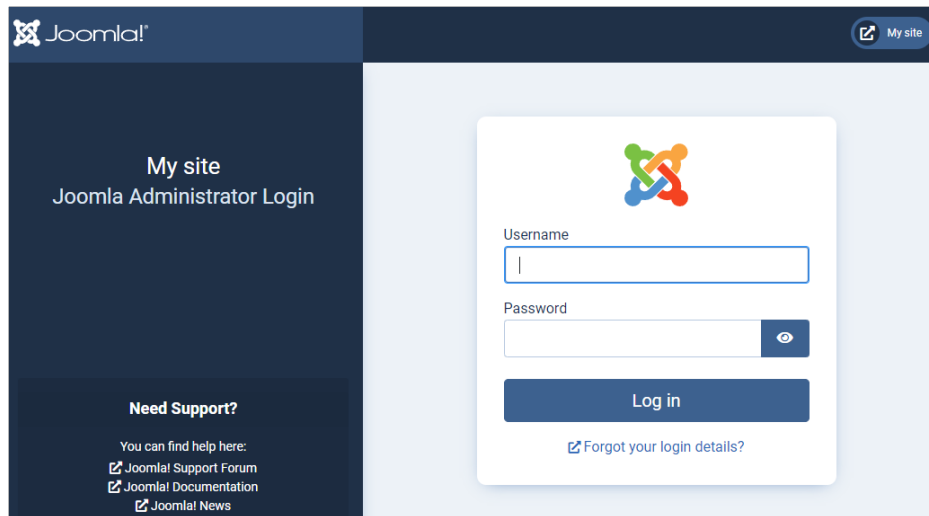 Joomla!®
My site
My site
Joomla Administrator Login
Username
Password
Log in
Forgot your login details?
Need Support?
You can find help here:
Joomla! Support Forum
Joomla! Documentation
Joomla! News